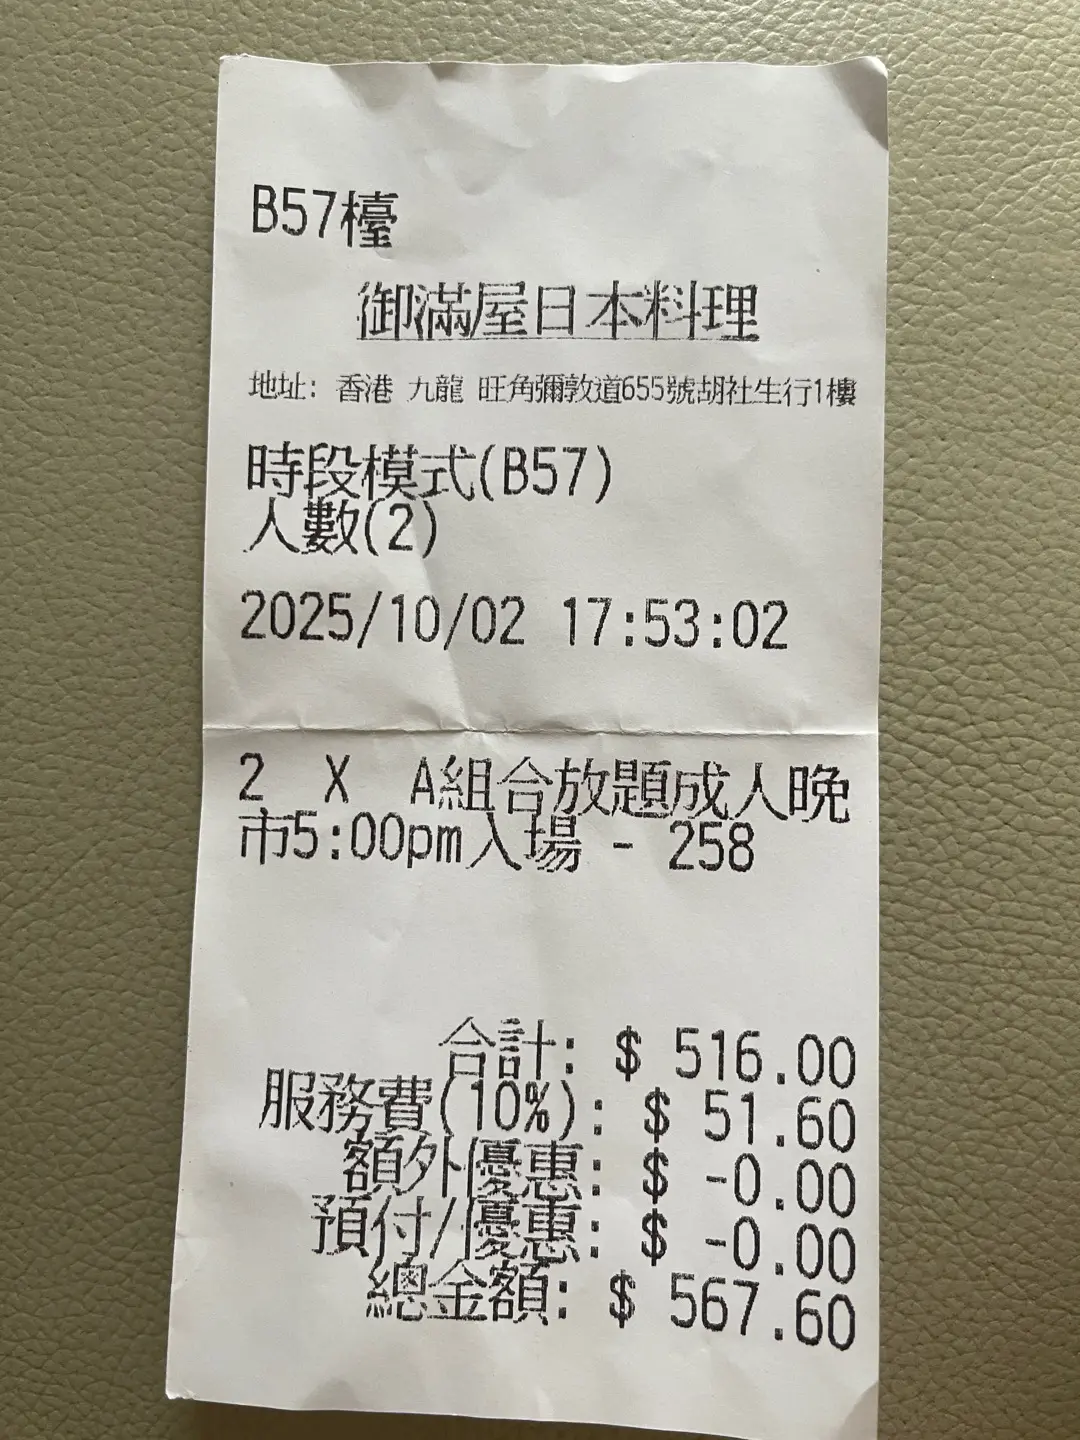 B57檯
御滿屋日本料理
地址: 香港 九龍 旺角彌敦道655號胡社生行1樓
時段模式(B57)
人數(2)
2025/10/02 17:53:02
2 X A組合放題成人晚
市5:00pm入場 - 258
合計: $ 516.00
服務費(10%): $ 51.60
額外優惠: $ -0.00
預付/優惠: $ -0.00
總金額: $ 567.60